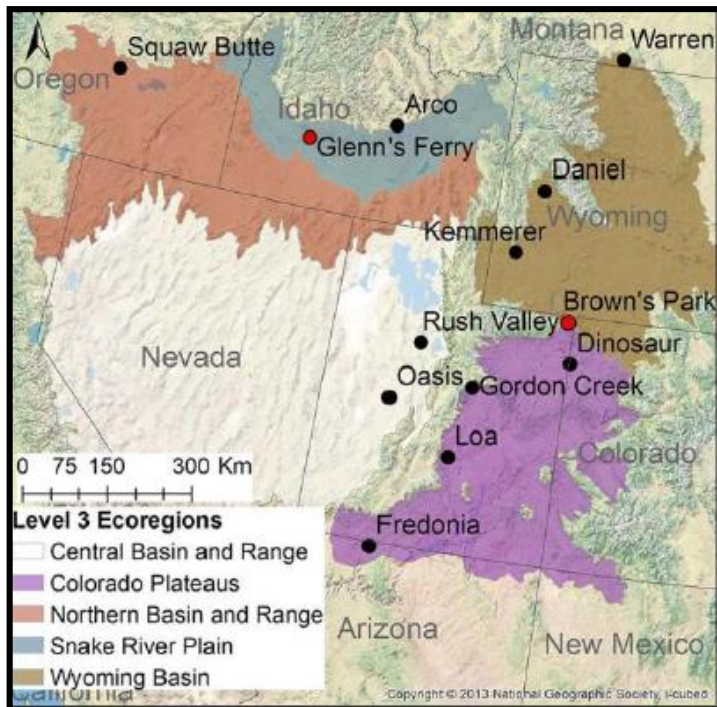 Montana
Warren
Squaw Butte
Oregon
Idaho
Arco
Glenn's Ferry
Daniel
Wyoming
Kemmerer
Brown's Park
Rush Valley
Dinosaur
Nevada
Oasis
Gordon Creek
Loa
Colorado
0 75 150 300 Km
Level 3 Ecoregions
Central Basin and Range
Colorado Plateaus
Northern Basin and Range
Snake River Plain
Wyoming Basin
Fredonia
Arizona
New Mexico
California
Copyright © 2013 National Geographic Society, i-cubed